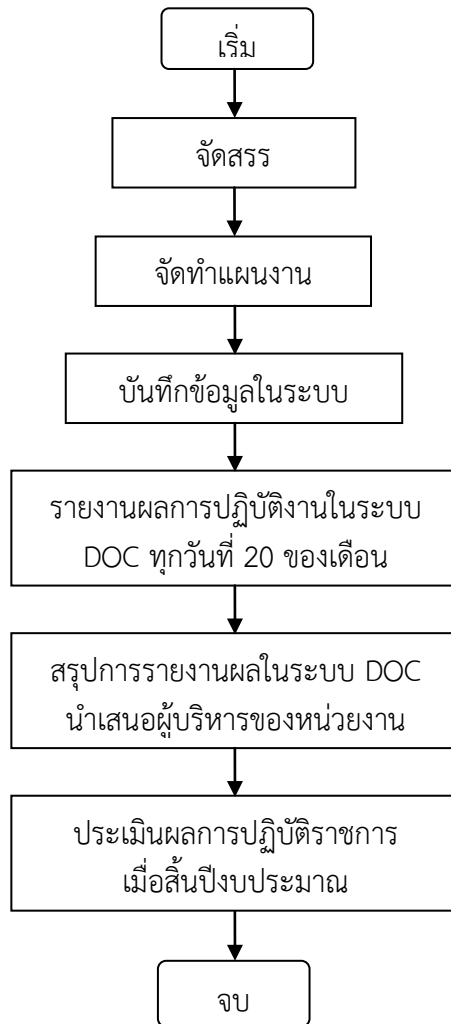 เริ่ม
จัดสรร
จัดทำแผนงาน
บันทึกข้อมูลในระบบ
รายงานผลการปฏิบัติงานในระบบ
DOC ทุกวันที่ 20 ของเดือน
สรุปการรายงานผลในระบบ DOC
นำเสนอผู้บริหารของหน่วยงาน
ประเมินผลการปฏิบัติราชการ
เมื่อสิ้นปีงบประมาณ
จบ